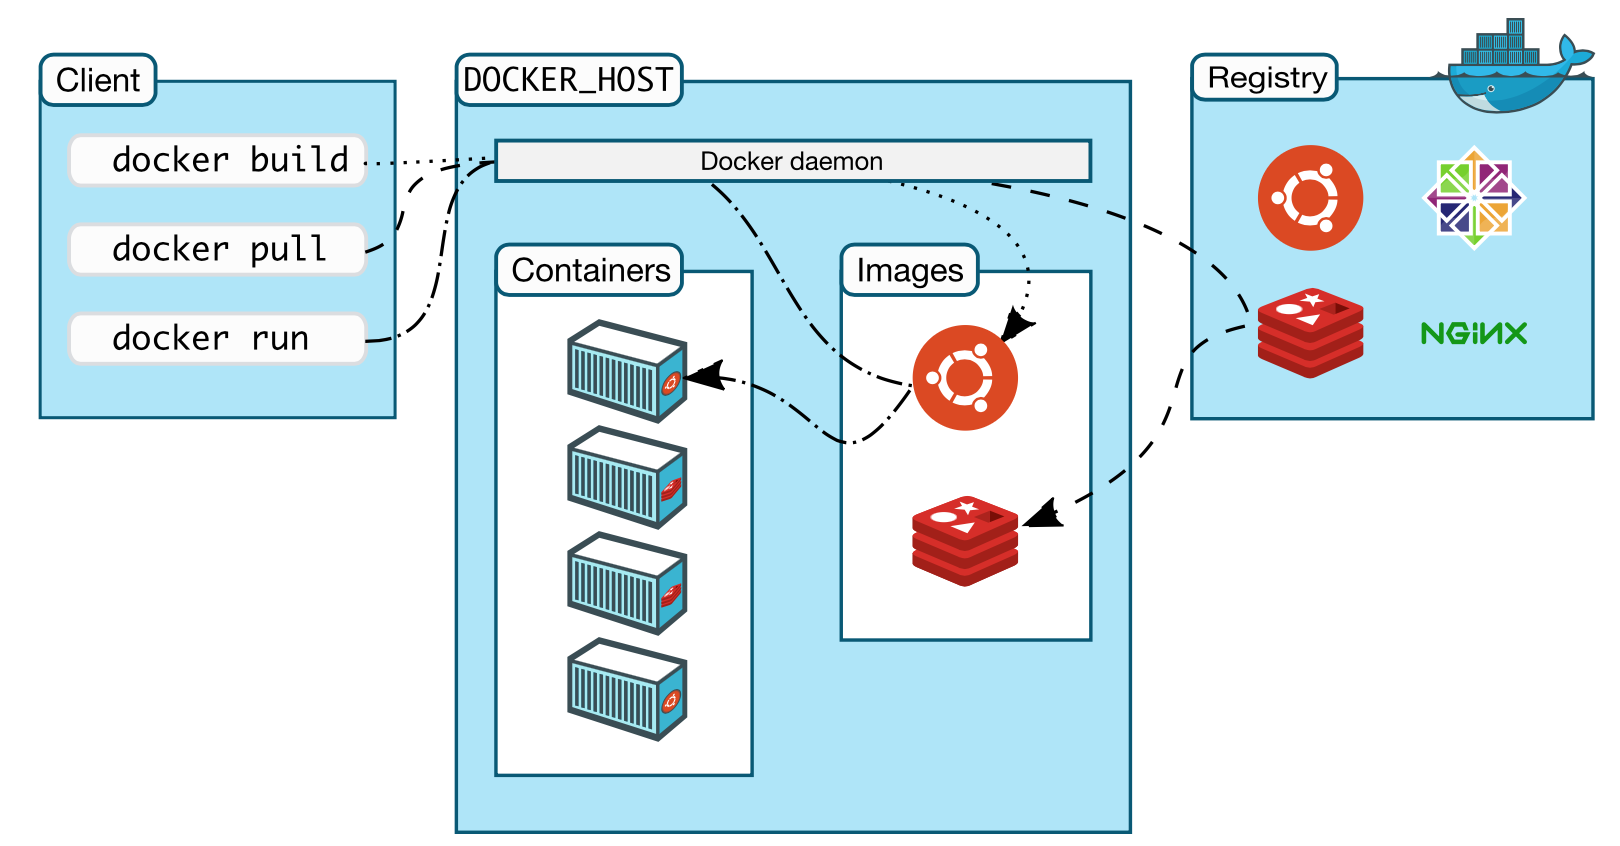 Client
docker build
docker pull
docker run
DOCKER_HOST
Docker daemon
Containers
Images
Registry
NGiNX